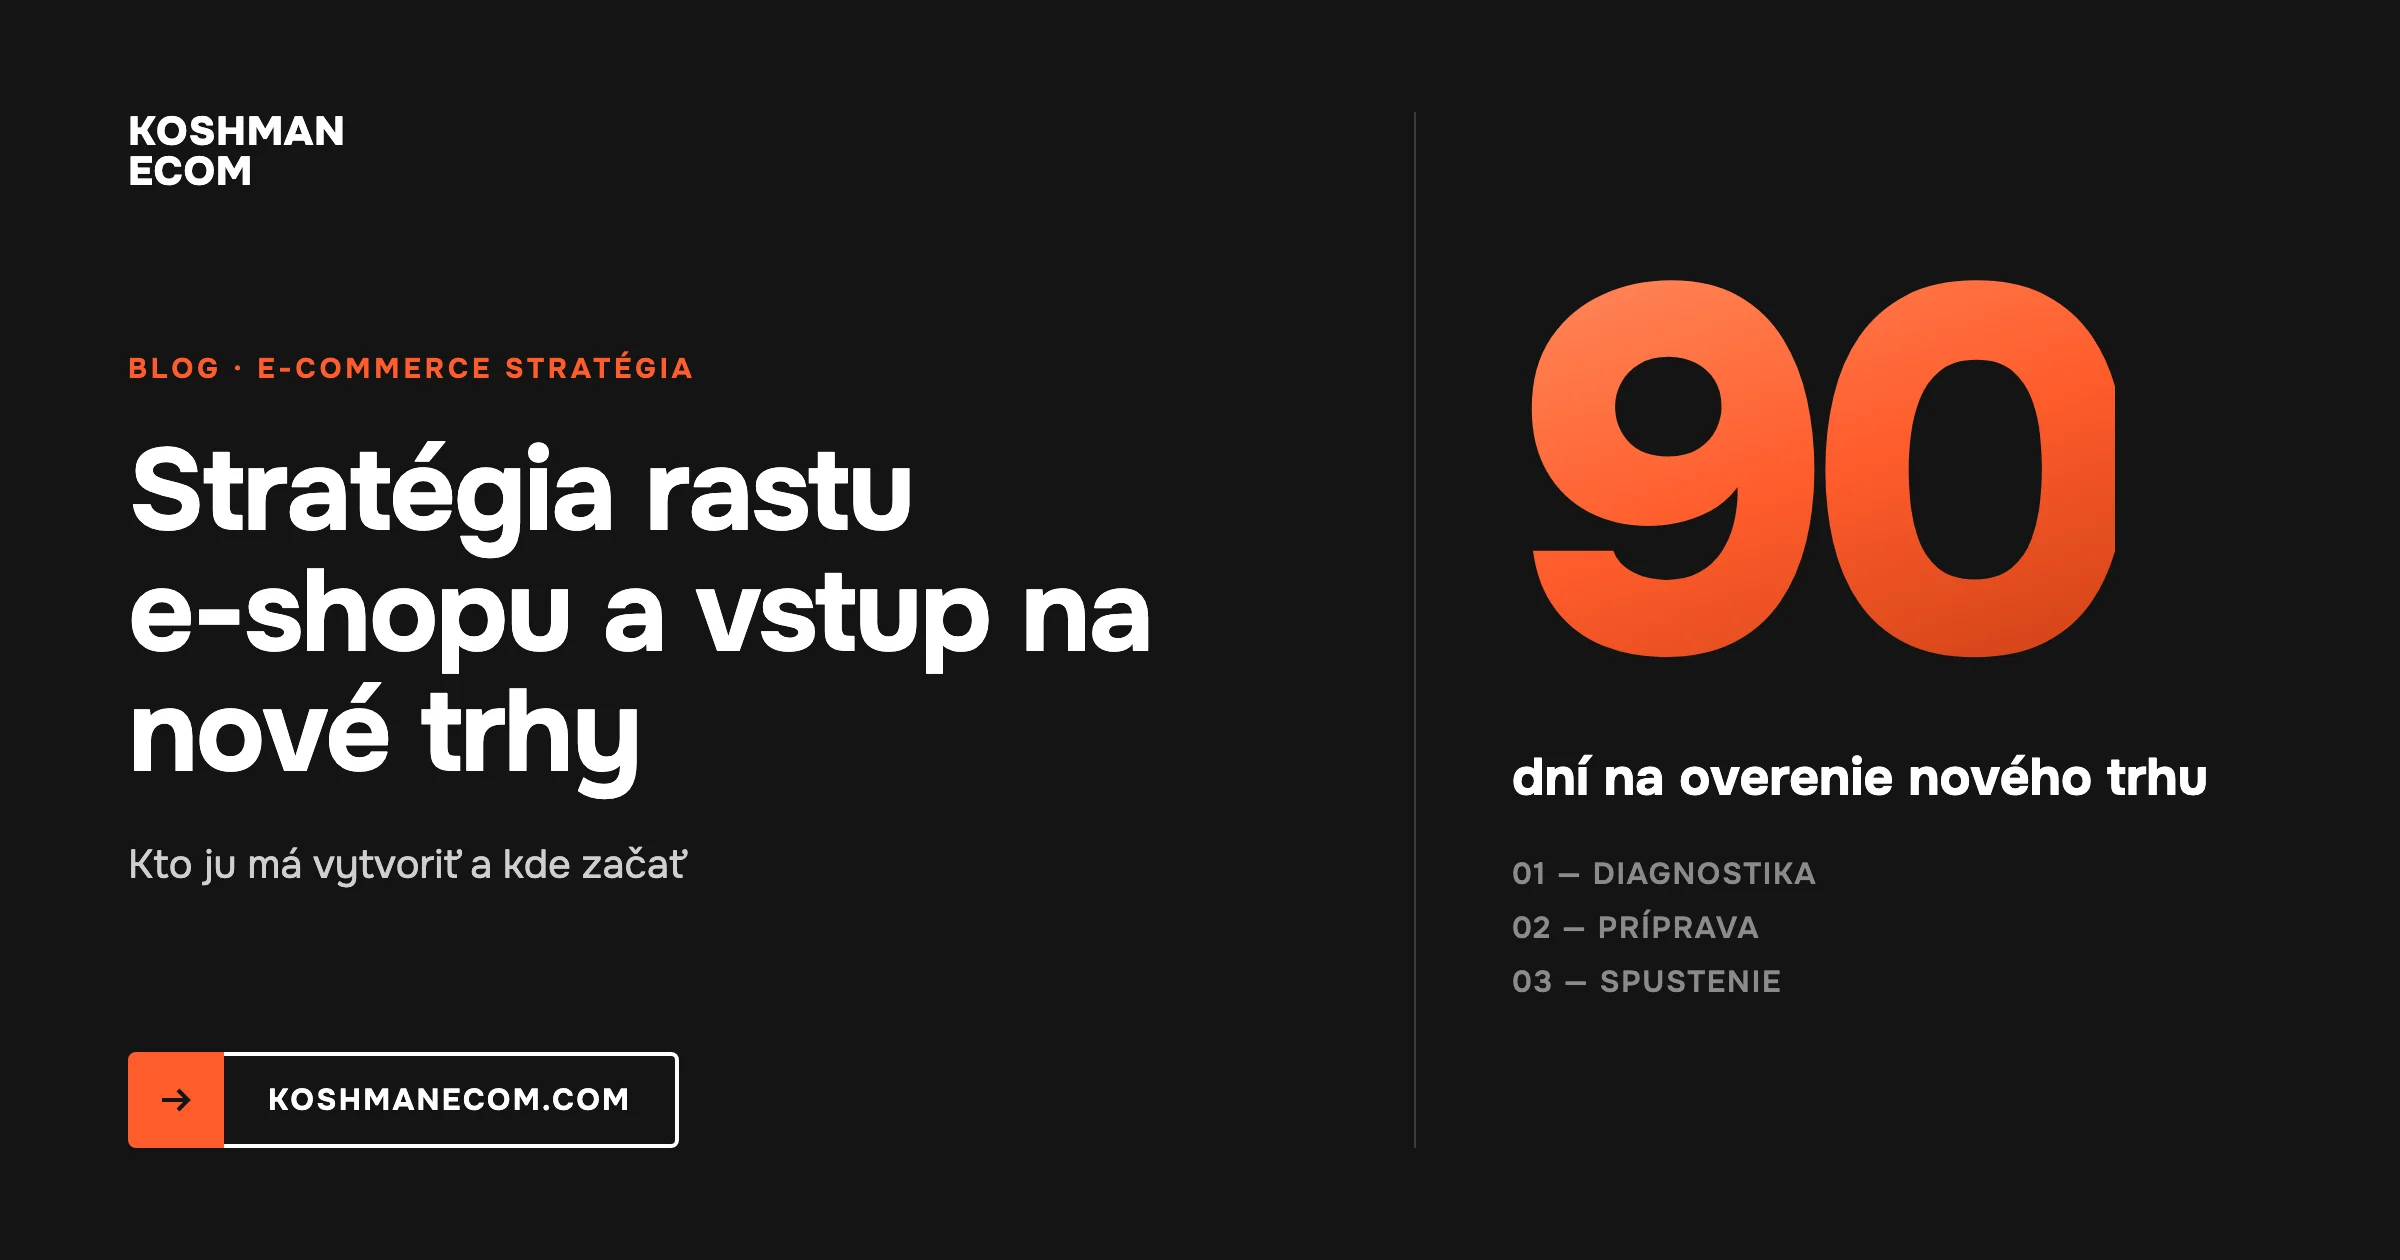 KOSHMAN
ECOM
BLOG · E-COMMERCE STRATÉGIA
Stratégia rastu
e-shopu a vstup na
nové trhy
Kto ju má vytvoriť a kde začať
→ KOSHMANECOM.COM
90
dní na overenie nového trhu
01 — DIAGNOSTIKA
02 — PRÍPRAVA
03 — SPUSTENIE